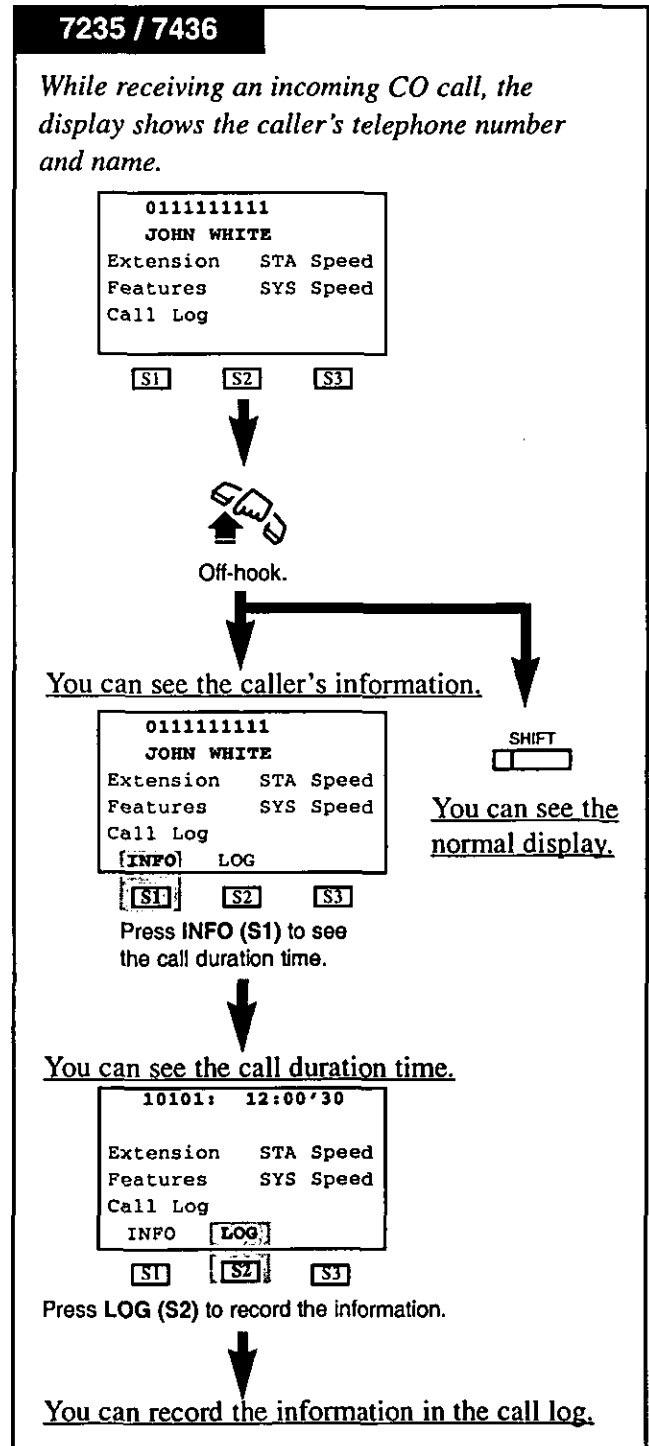 7235 / 7436
While receiving an incoming CO call, the
display shows the caller's telephone number
and name.
0111111111
JOHN WHITE
Extension STA Speed
Features SYS Speed
Call Log
S1 S2 S3
Off-hook.
You can see the caller's information.
0111111111
JOHN WHITE
Extension STA Speed
Features SYS Speed
Call Log
INFO LOG
S1 S2 S3
Press INFO (S1) to see
the call duration time.
SHIFT
You can see the
normal display.
You can see the call duration time.
10101: 12:00'30
Extension STA Speed
Features SYS Speed
Call Log
INFO LOG
S1 S2 S3
Press LOG (S2) to record the information.
You can record the information in the call log.